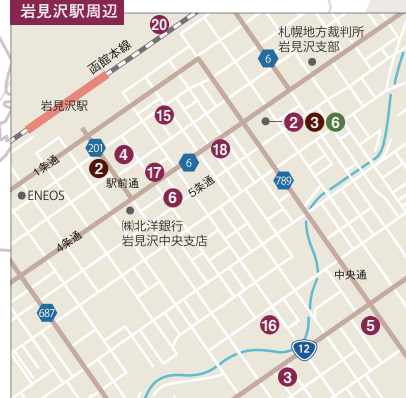 岩見沢駅周辺
20
函館本線
札幌地方裁判所
岩見沢支部
6
岩見沢駅
15
2 3 6
201
4
18
1条通
2
17
6
789
駅前通
ENEOS
6
5条通
㈱北洋銀行
岩見沢中央支店
4条通
中央通
687
16
5
12
3